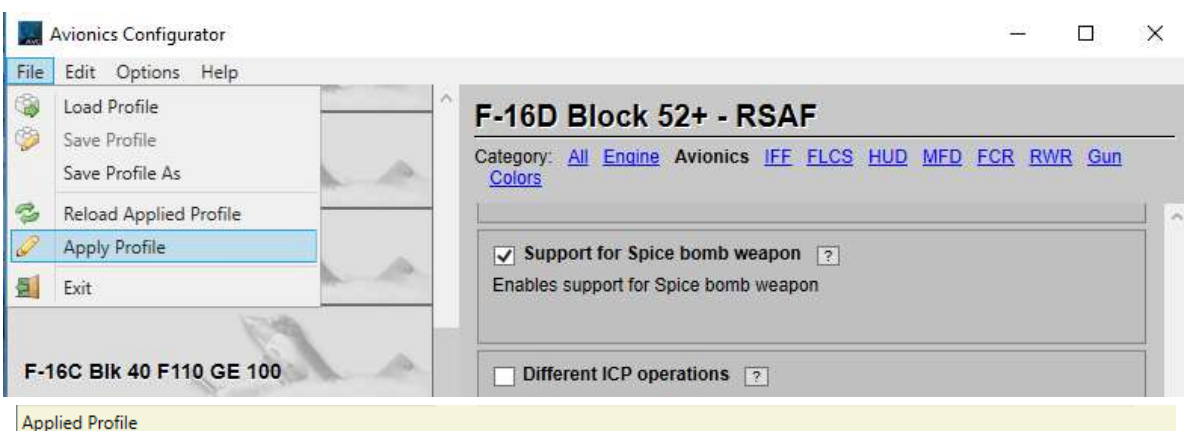 Avionics Configurator
File Edit Options Help
Load Profile
Save Profile
Save Profile As
Reload Applied Profile
Apply Profile
Exit
F-16C Blk 40 F110 GE 100
F-16D Block 52+ - RSAF
Category: All Engine Avionics IFF FLCS HUD MFD FCR RWR Gun
Colors
Support for Spice bomb weapon ?
Enables support for Spice bomb weapon
Different ICP operations ?
Applied Profile